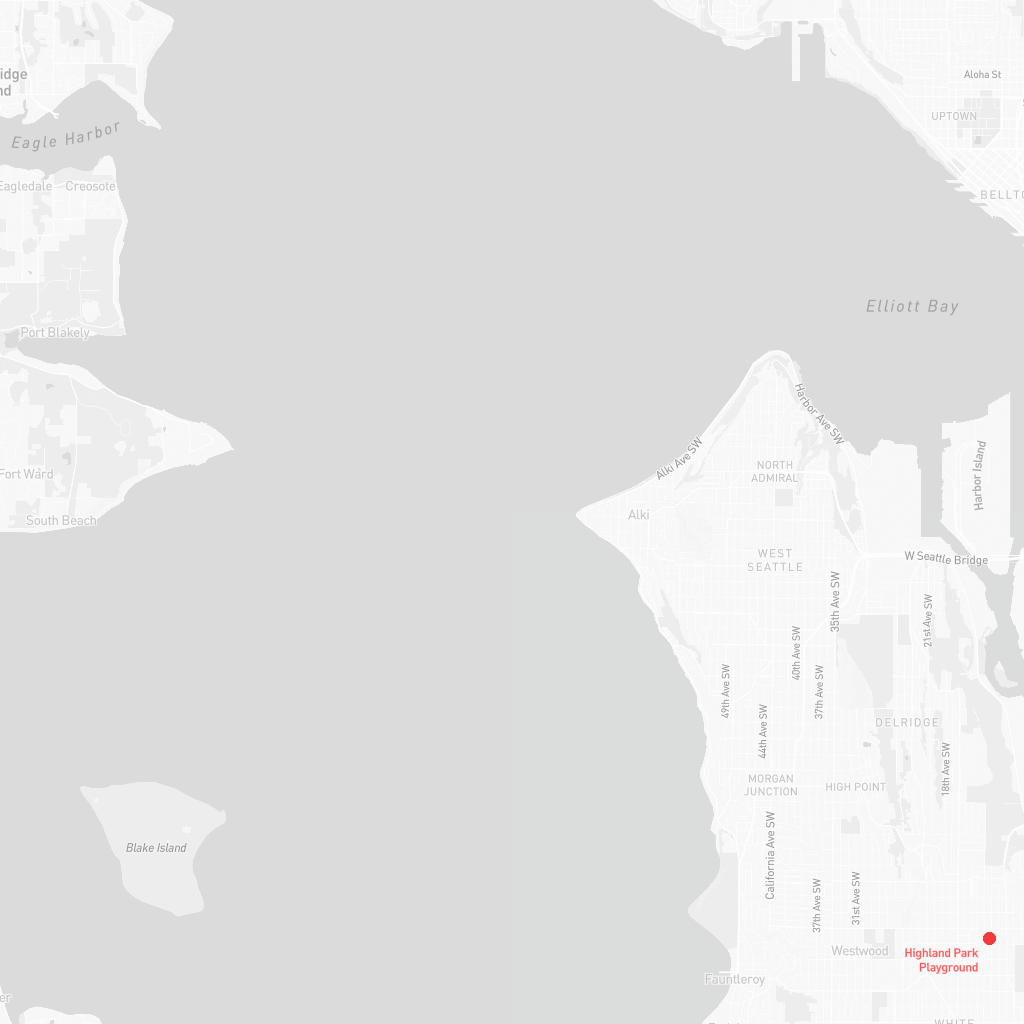 Aloha St
idge
nd
UPTOWN
Eagle Harbor
Eagledale
Creosote
BELLTO
Elliott Bay
Port Blakely
Harbor Ave SW
Alki Ave SW
NORTH
ADMIRAL
Harbor Island
Fort Ward
Alki
South Beach
WEST
SEATTLE
W Seattle Bridge
35th Ave SW
21st Ave SW
40th Ave SW
49th Ave SW
37th Ave SW
44th Ave SW
DELRIDGE
18th Ave SW
MORGAN
JUNCTION
HIGH POINT
Blake Island
California Ave SW
37th Ave SW
31st Ave SW
Westwood
Highland Park
Playground
Fauntleroy
er
WHITE